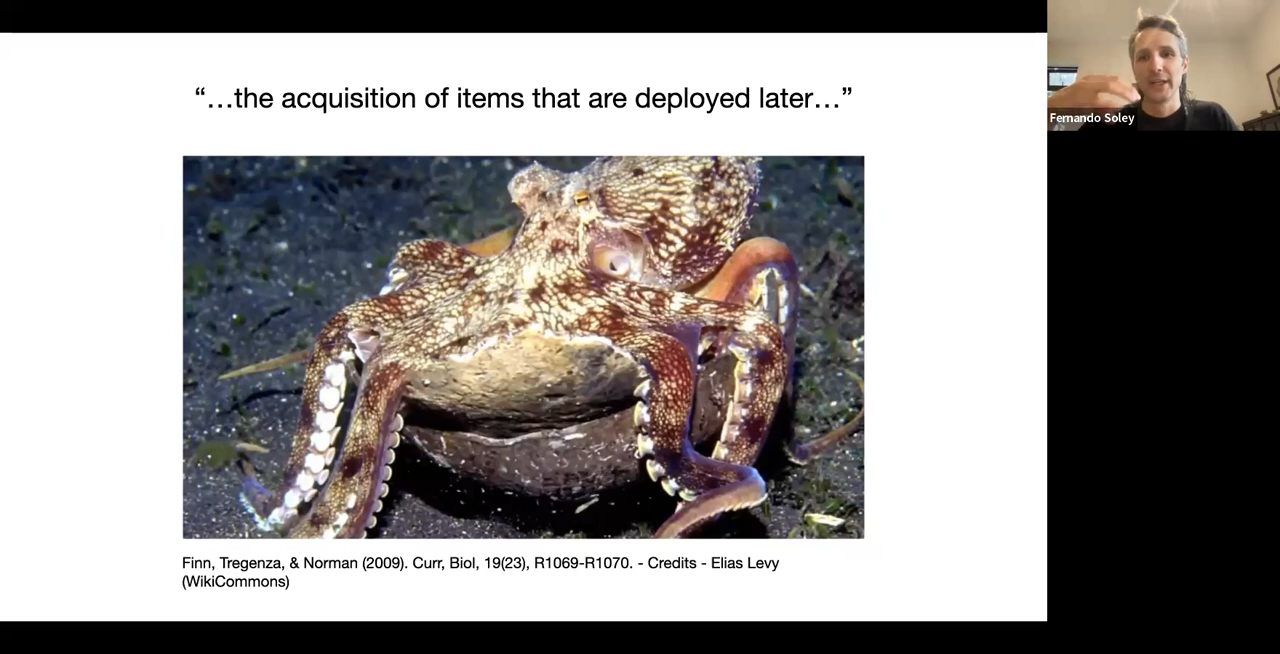 “…the acquisition of items that are deployed later…”
Fernando Soley
Finn, Tregenza, & Norman (2009). Curr, Biol, 19(23), R1069-R1070. - Credits - Elias Levy
(WikiCommons)